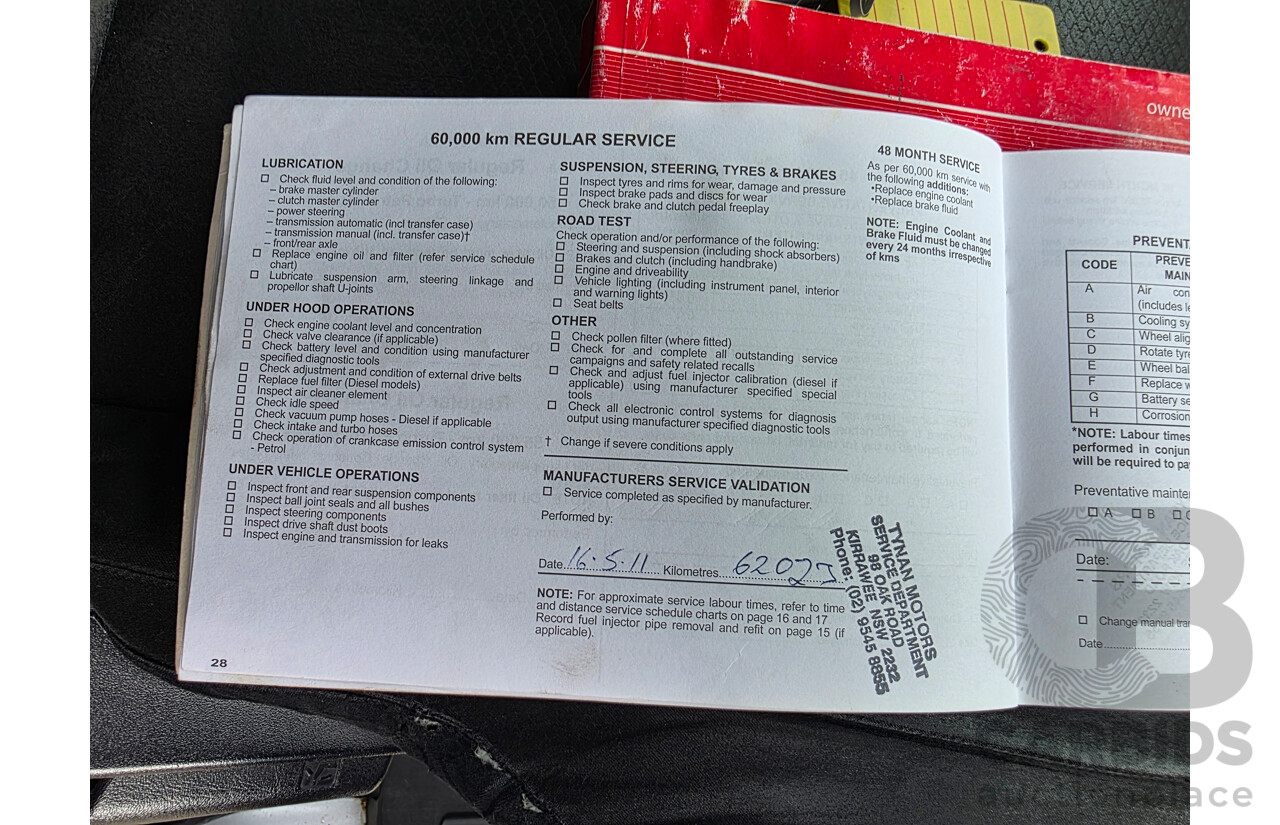 owne
60,000 km REGULAR SERVICE
LUBRICATION
Check fluid level and condition of the following:
– brake master cylinder
– clutch master cylinder
– power steering
– transmission automatic (incl transfer case)
– transmission manual (incl. transfer case)†
– front/rear axle
Replace engine oil and filter (refer service schedule
chart)
Lubricate suspension arm, steering linkage and
propellor shaft U-joints
UNDER HOOD OPERATIONS
Check engine coolant level and concentration
Check valve clearance (if applicable)
Check battery level and condition using manufacturer
specified diagnostic tools
Check adjustment and condition of external drive belts
Replace fuel filter (Diesel models)
Inspect air cleaner element
Check idle speed
Check vacuum pump hoses - Diesel if applicable
Check intake and turbo hoses
Check operation of crankcase emission control system
- Petrol
UNDER VEHICLE OPERATIONS
Inspect front and rear suspension components
Inspect ball joint seals and all bushes
Inspect steering components
Inspect drive shaft dust boots
Inspect engine and transmission for leaks
28
SUSPENSION, STEERING, TYRES & BRAKES
Inspect tyres and rims for wear, damage and pressure
Inspect brake pads and discs for wear
Check brake and clutch pedal freeplay
ROAD TEST
Check operation and/or performance of the following:
Steering and suspension (including shock absorbers)
Brakes and clutch (including handbrake)
Engine and driveability
Vehicle lighting (including instrument panel, interior
and warning lights)
Seat belts
OTHER
Check pollen filter (where fitted)
Check for and complete all outstanding service
campaigns and safety related recalls
Check and adjust fuel injector calibration (diesel if
applicable) using manufacturer specified special
tools
Check all electronic control systems for diagnosis
output using manufacturer specified diagnostic tools
† Change if severe conditions apply
MANUFACTURERS SERVICE VALIDATION
Service completed as specified by manufacturer.
Performed by:
Date 16.5.11 Kilometres
NOTE: For approximate service labour times, refer to time
and distance service schedule charts on page 16 and 17
Record fuel injector pipe removal and refit on page 15 (if
applicable).
48 MONTH SERVICE
As per 60,000 km service with
the following additions:
•Replace engine coolant
•Replace brake fluid
NOTE: Engine Coolant and
Brake Fluid must be changed
every 24 months irrespective
of kms
TYNAN MOTORS
SERVICE DEPARTMENT
98 OAK ROAD
KIRRAWEE NSW 2232
Phone: (02) 9545 8855
PREVENT
CODE PREVE
MAIN
A Air con
(includes le
B Cooling sy
C Wheel alig
D Rotate tyre
E Wheel bal
F Replace w
G Battery se
H Corrosion
*NOTE: Labour times
performed in conjun
will be required to pa
Preventative mainte
A B C
Date:
Change manual tra
Date
GB